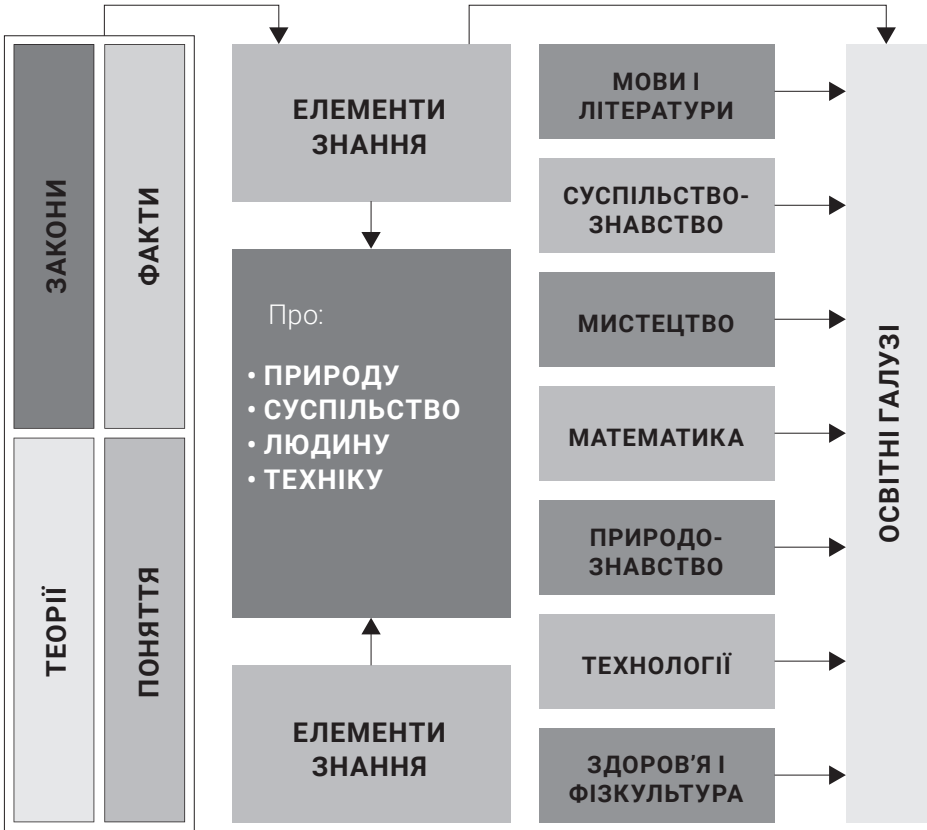 ЗАКОНИ
ФАКТИ
ТЕОРІЇ
ПОНЯТТЯ
ЕЛЕМЕНТИ
ЗНАННЯ
Про:
• ПРИРОДУ
• СУСПІЛЬСТВО
• ЛЮДИНУ
• ТЕХНІКУ
ЕЛЕМЕНТИ
ЗНАННЯ
МОВИ І
ЛІТЕРАТУРИ
СУСПІЛЬСТВО-
ЗНАВСТВО
МИСТЕЦТВО
МАТЕМАТИКА
ПРИРОДО-
ЗНАВСТВО
ТЕХНОЛОГІЇ
ЗДОРОВ'Я І
ФІЗКУЛЬТУРА
ОСВІТНІ ГАЛУЗІ